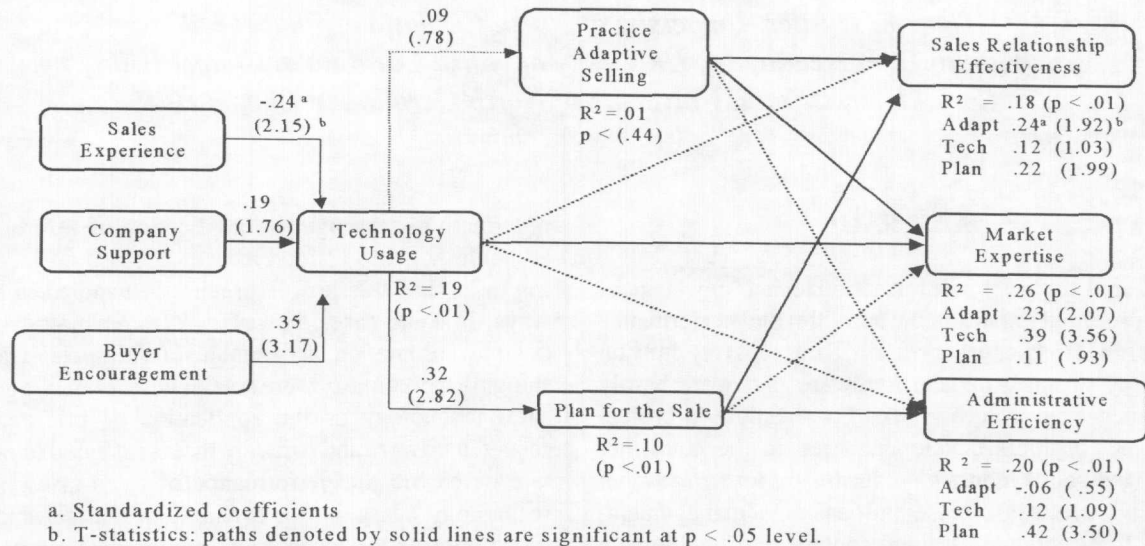 .09
(.78)
Practice
Adaptive
Selling
R² =.01
p < (.44)
Sales Relationship
Effectiveness
R² = .18 (p < .01)
Adapt .24ª (1.92)ᵇ
Tech .12 (1.03)
Plan .22 (1.99)
Sales
Experience
-.24 ª
(2.15) ᵇ
Company
Support
.19
(1.76)
Technology
Usage
R² = .19
(p <.01)
Buyer
Encouragement
.35
(3.17)
.32
(2.82)
Plan for the Sale
R² = .10
(p <.01)
Market
Expertise
R² = .26 (p < .01)
Adapt .23 (2.07)
Tech .39 (3.56)
Plan .10 ( .93)
Administrative
Efficiency
R ² = .20 (p < .01)
Adapt -.06 (.55)
Tech .12 (1.09)
Plan .42 (3.50)
a. Standardized coefficients
b. T-statistics: paths denoted by solid lines are significant at p < .05 level.